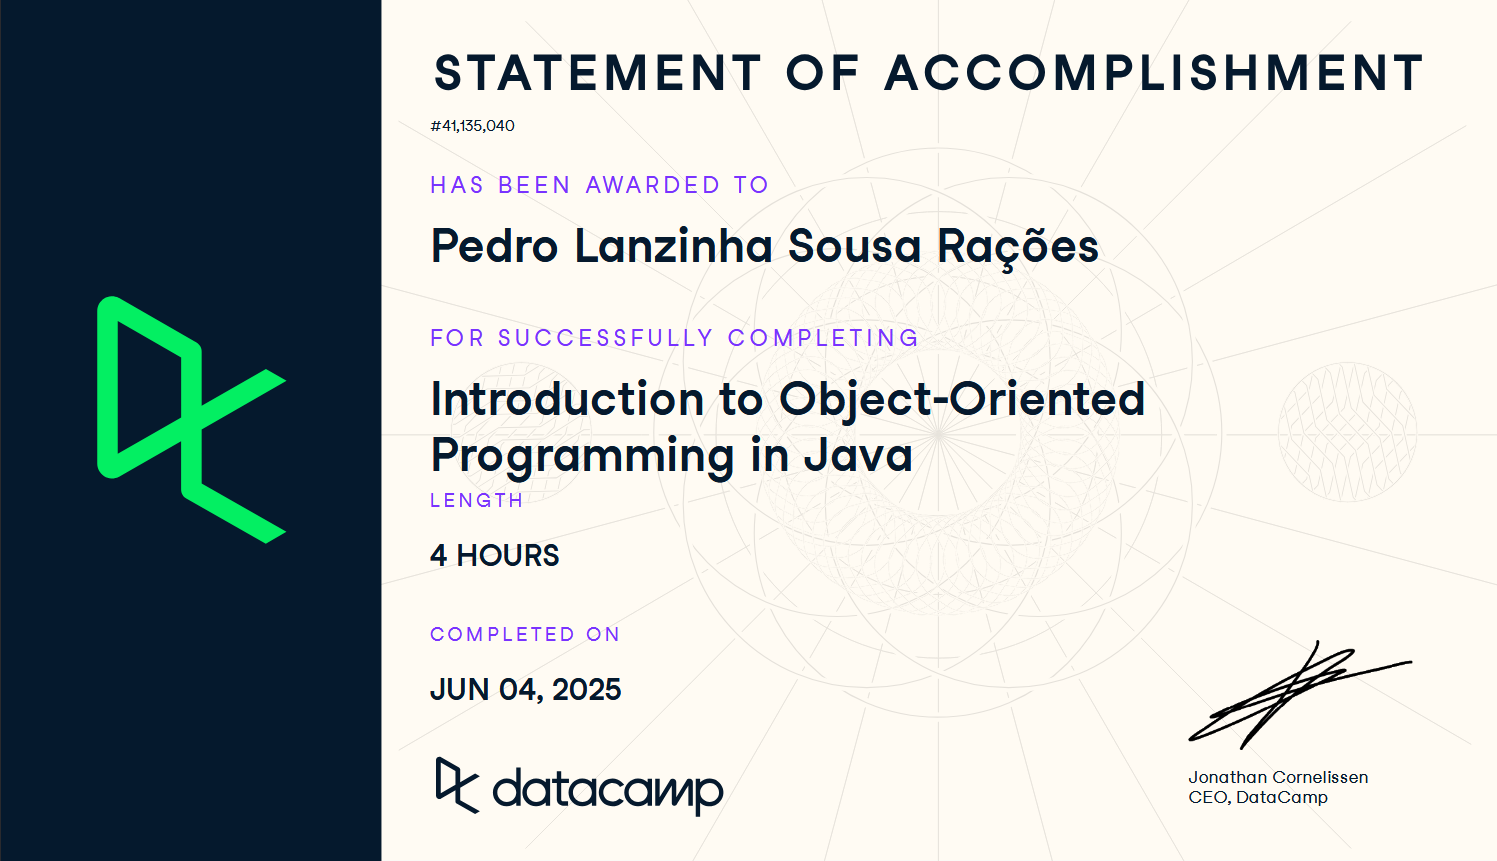 STATEMENT OF ACCOMPLISHMENT
#41,135,040
HAS BEEN AWARDED TO
Pedro Lanzinha Sousa Rações
FOR SUCCESSFULLY COMPLETING
Introduction to Object-Oriented
Programming in Java
LENGTH
4 HOURS
COMPLETED ON
JUN 04, 2025
datacamp
Jonathan Cornelissen
CEO, DataCamp